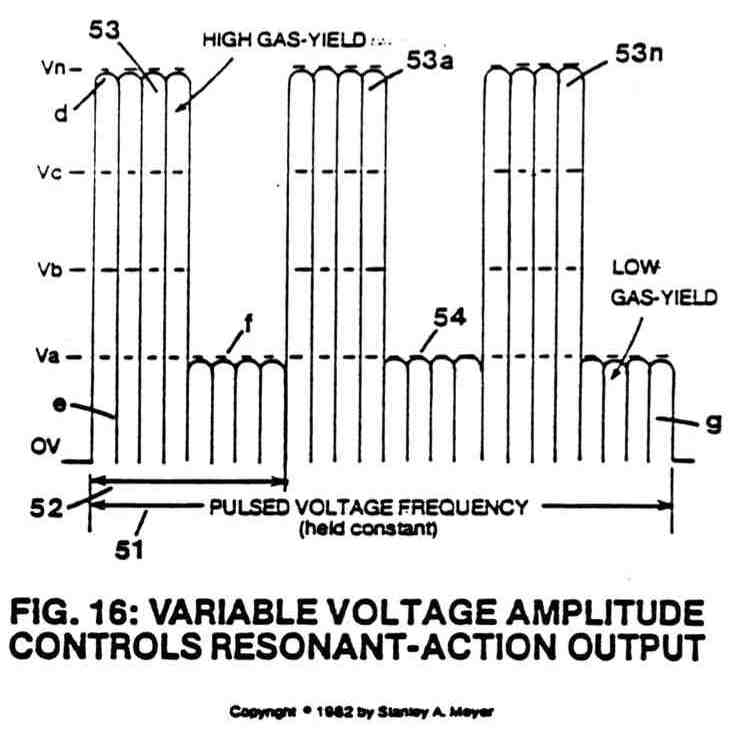 53
HIGH GAS-YIELD
Vn
53a
53n
d
Vc
Vb
LOW
GAS-YIELD
f
54
Va
e
g
OV
52
PULSED VOLTAGE FREQUENCY
(held constant)
51
FIG. 16: VARIABLE VOLTAGE AMPLITUDE
CONTROLS RESONANT-ACTION OUTPUT
Copyright © 1982 by Stanley A. Meyer